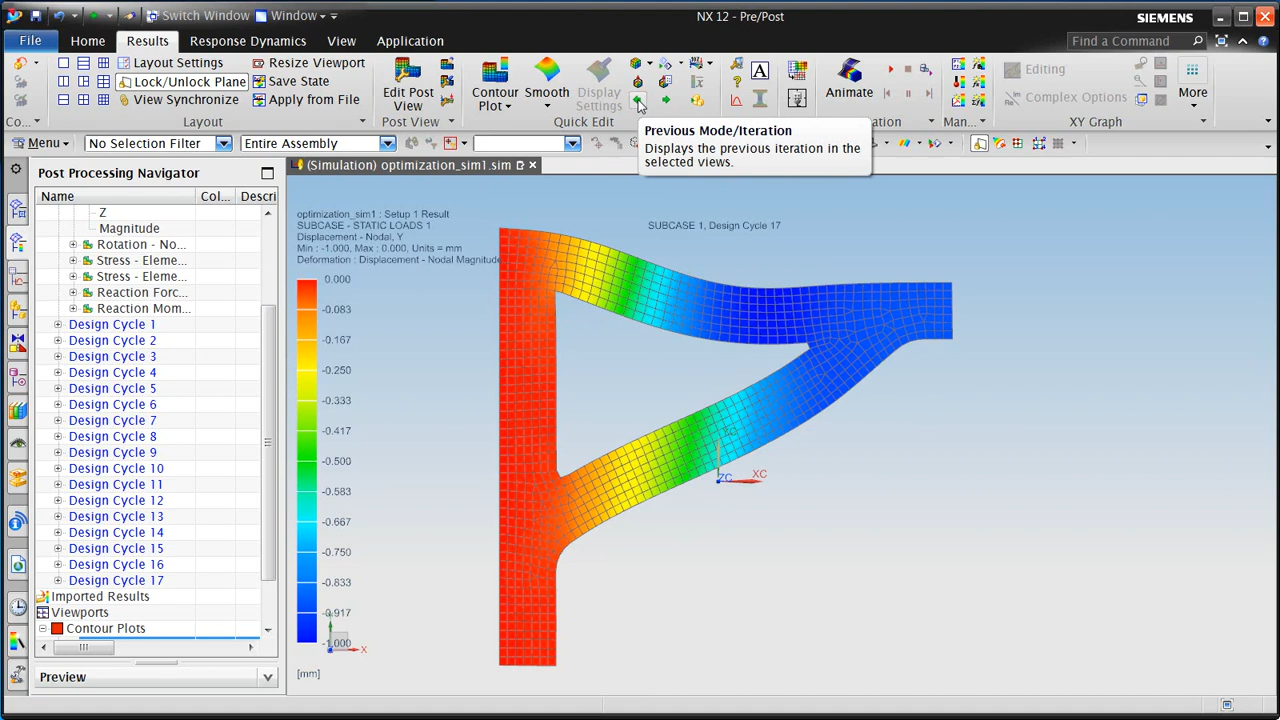 Switch Window
Window
NX 12 - Pre/Post
SIEMENS
File
Home
Results
Response Dynamics
View
Application
Find a Command
Layout Settings
Resize Viewport
Lock/Unlock Plane
Save State
View Synchronize
Apply from File
Edit Post
View
Contour
Plot
Smooth
Display
Settings
Animate
Editing
Complex Options
More
Co...
Layout
Post View
Quick Edit
ation
Man...
XY Graph
Previous Mode/Iteration
Displays the previous iteration in the
selected views.
Menu
No Selection Filter
Entire Assembly
Post Processing Navigator
(Simulation) optimization_sim1.sim
Name
Col...
Descri
Z
Magnitude
Rotation - No...
Stress - Eleme...
Stress - Eleme...
Reaction Forc...
Reaction Mom...
Design Cycle 1
Design Cycle 2
Design Cycle 3
Design Cycle 4
Design Cycle 5
Design Cycle 6
Design Cycle 7
Design Cycle 8
Design Cycle 9
Design Cycle 10
Design Cycle 11
Design Cycle 12
Design Cycle 13
Design Cycle 14
Design Cycle 15
Design Cycle 16
Design Cycle 17
Imported Results
Viewports
Contour Plots
Preview
optimization_sim1 : Setup 1 Result
SUBCASE - STATIC LOADS 1
Displacement - Nodal, Y
Min : -1.000, Max : 0.000, Units = mm
Deformation : Displacement - Nodal Magnitude
SUBCASE 1, Design Cycle 17
0.000
-0.083
-0.167
-0.250
-0.333
-0.417
-0.500
-0.583
-0.667
-0.750
-0.833
-0.917
-1.000
[mm]
X
YC
ZC
XC